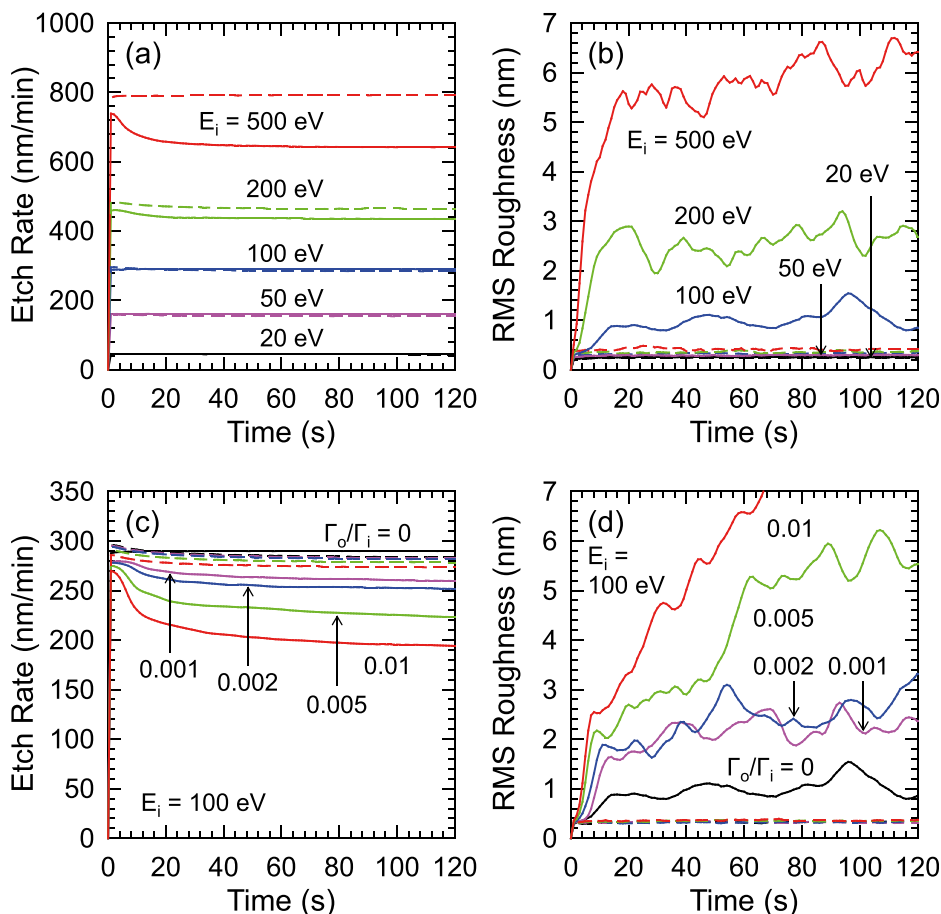 (a)
1000
800
600
400
200
0
Etch Rate (nm/min)
E_i = 500 eV
200 eV
100 eV
50 eV
20 eV
0 20 40 60 80 100 120
Time (s)
(b)
7
6
5
4
3
2
1
0
RMS Roughness (nm)
E_i = 500 eV
20 eV
200 eV
50 eV
100 eV
0 20 40 60 80 100 120
Time (s)
(c)
350
300
250
200
150
100
50
0
Etch Rate (nm/min)
Γ_o/Γ_i = 0
0.001
0.002
0.005
0.01
E_i = 100 eV
0 20 40 60 80 100 120
Time (s)
(d)
7
6
5
4
3
2
1
0
RMS Roughness (nm)
E_i =
100 eV
0.01
0.005
0.002 0.001
Γ_o/Γ_i = 0
0 20 40 60 80 100 120
Time (s)